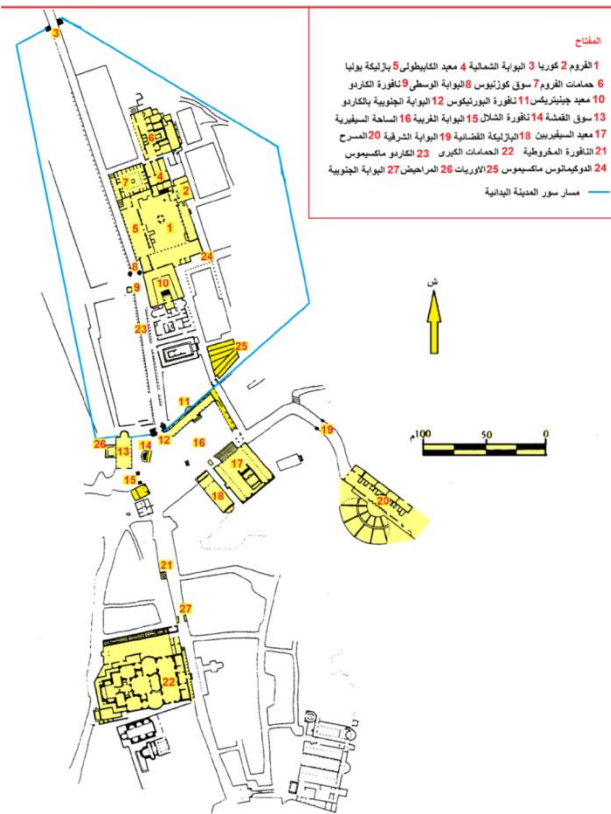 المفتاح
1 الفروم 2 كوريا 3 البوابة الشمالية 4 معبد الكابيطولي 5 بازليكة يوليا
6 حمامات الفروم 7 سوق كوزنيوس 8 البوابة الوسطى 9 نافورة الكاردو
10 معبد جينيتريكس 11 نافورة البورتيكوس 12 البوابة الجنوبية بالكاردو
13 سوق القمشة 14 نافورة الشلال 15 البوابة الغربية 16 الساحة السيفيرية
17 معبد السيفيريين 18 البازليكة القضائية 19 البوابة الشرقية 20 المسرح
21 النافورة المخروطية 22 الحمامات الكبرى 23 الكاردو ماكسيموس
24 الدوكيماتوس ماكسيموس 25 الاوريات 26 المراحيض 27 البوابة الجنوبية
مسار سور المدينة البدائية
3
6
7
4
2
1
5
24
8
9
10
23
25
11
12
26
13
14
16
19
15
17
18
20
21
27
22
ش
100م
50
0